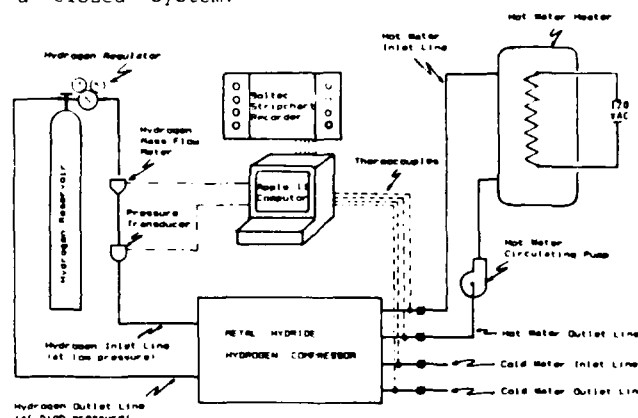 a closed system.
Hot Water Heater
Hot Water
Inlet Line
Hydrogen Regulator
Soltec
Stripchart
Recorder
120
VAC
Hydrogen
Mass Flow
Meter
Thermocouples
Apple II
Computer
Hydrogen Reservoir
Pressure
Transducer
Hot Water
Circulating Pump
METAL HYDRIDE
HYDROGEN COMPRESSOR
Hydrogen Inlet Line
(at low pressure)
Hot Water Outlet Line
Cold Water Inlet Line
Cold Water Outlet Line
Hydrogen Outlet Line
(at high pressure)